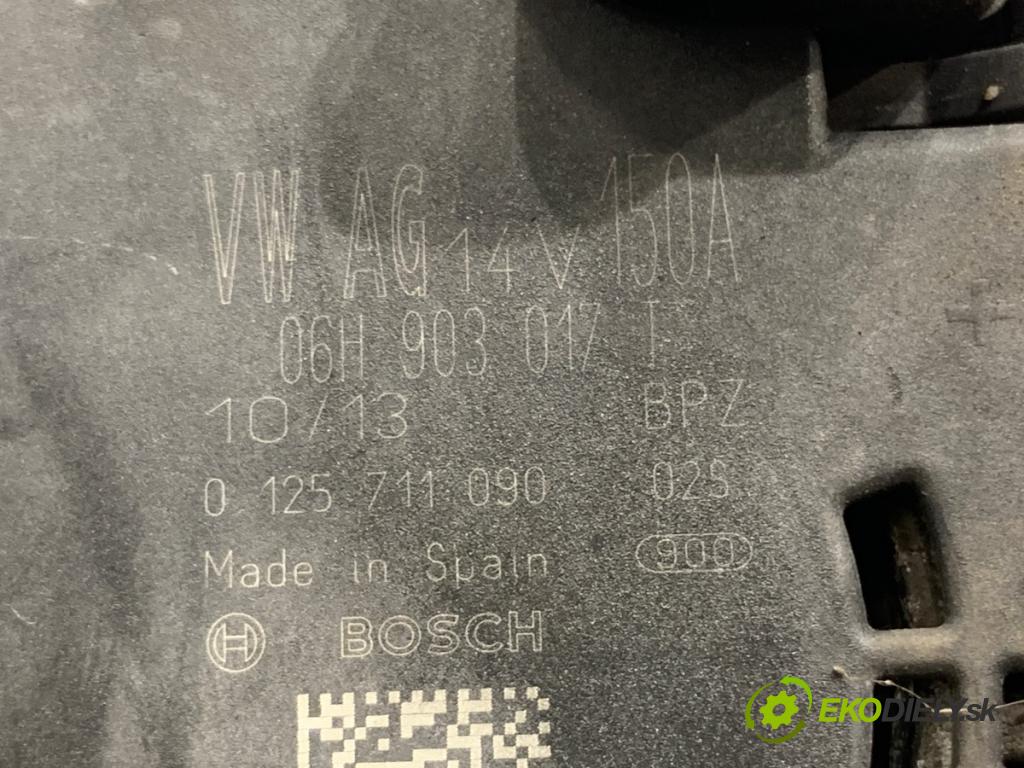 VW AG 14 V 150A
06H 903 017 T
10/13 BPZ
0 125 711 090 02S
Made in Spain 900
BOSCH
EKODIELY.sk